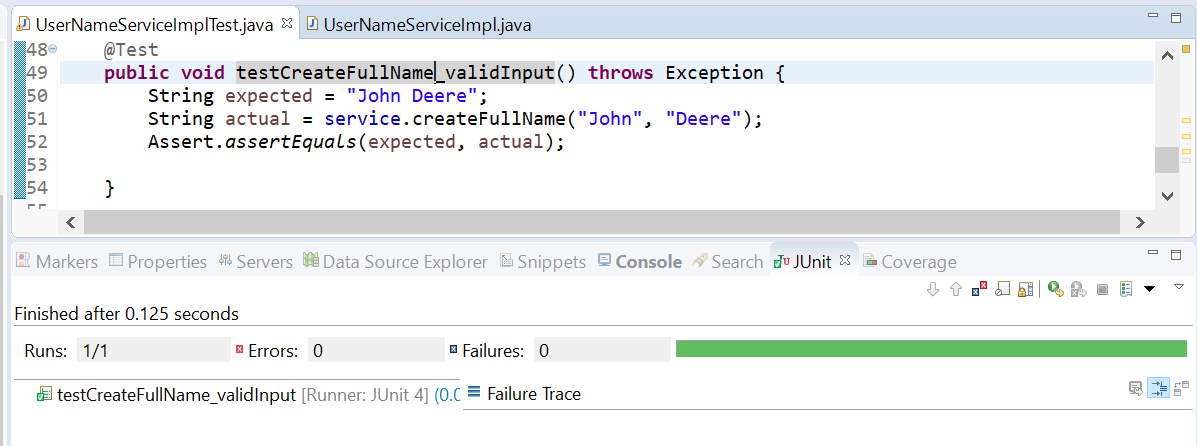 UserNameServiceImplTest.java UserNameServiceImpl.java
48 @Test
49 public void testCreateFullName_validInput() throws Exception {
50 String expected = "John Deere";
51 String actual = service.createFullName("John", "Deere");
52 Assert.assertEquals(expected, actual);
53
54 }
Markers Properties Servers Data Source Explorer Snippets Console Search JUnit Coverage
Finished after 0.125 seconds
Runs: 1/1 Errors: 0 Failures: 0
testCreateFullName_validInput [Runner: JUnit 4] (0.0 Failure Trace